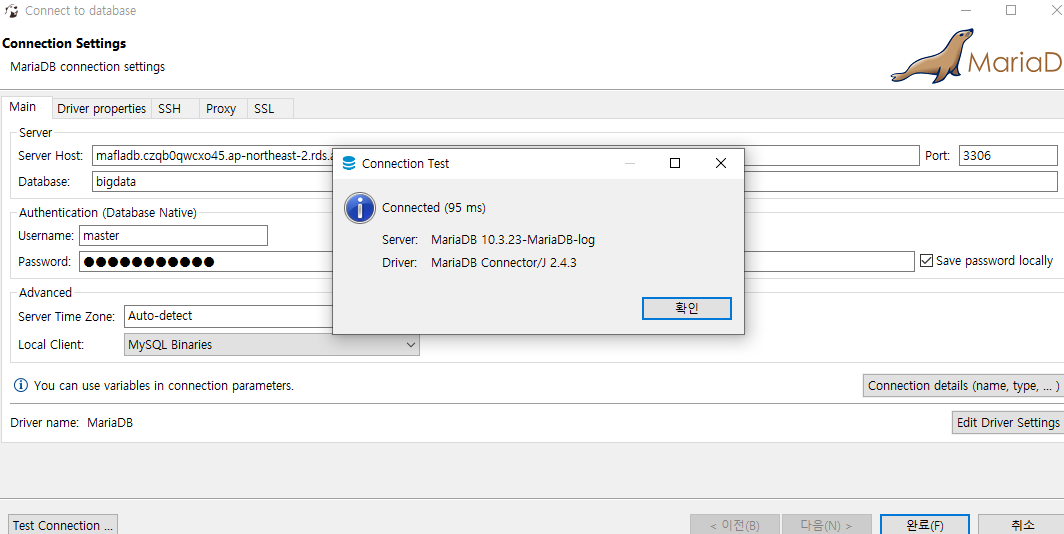 Connect to database
Connection Settings
MariaDB connection settings
MariaD
Main Driver properties SSH Proxy SSL
Server
Server Host: mafladb.czqb0qwcxo45.ap-northeast-2.rds.a Port: 3306
Database: bigdata
Authentication (Database Native)
Username: master
Password: ●●●●●●●●●●● Save password locally
Advanced
Server Time Zone: Auto-detect
Local Client: MySQL Binaries
Connection Test
Connected (95 ms)
Server: MariaDB 10.3.23-MariaDB-log
Driver: MariaDB Connector/J 2.4.3
확인
You can use variables in connection parameters.
Connection details (name, type, ... )
Driver name: MariaDB
Edit Driver Settings
Test Connection ... < 이전(B) 다음(N) > 완료(F) 취소